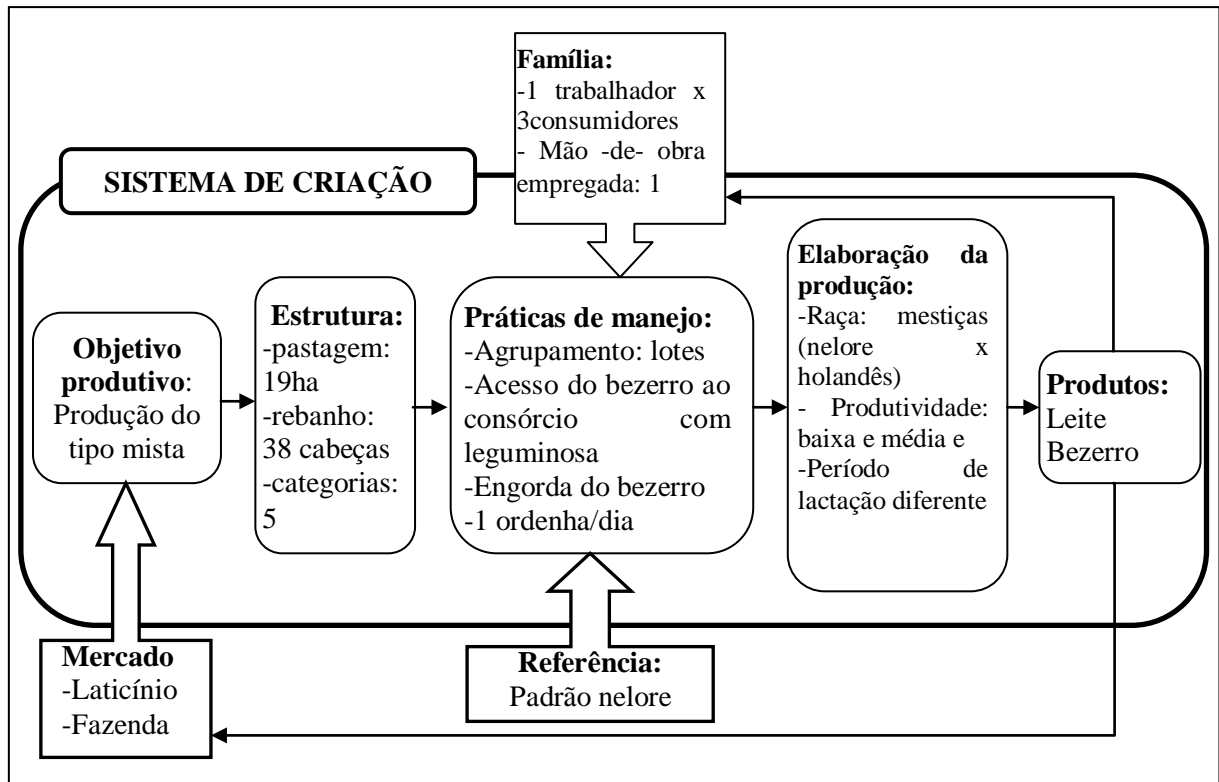 Família:
-1 trabalhador x
3consumidores
- Mão -de- obra
empregada: 1
SISTEMA DE CRIAÇÃO
Objetivo
produtivo:
Produção do
tipo mista
Estrutura:
-pastagem:
19ha
-rebanho:
38 cabeças
-categorias:
5
Práticas de manejo:
-Agrupamento: lotes
-Acesso do bezerro ao
consórcio com
leguminosa
-Engorda do bezerro
-1 ordenha/dia
Elaboração da
produção:
-Raça: mestiças
(nelore x
holandês)
- Produtividade:
baixa e média e
-Período de
lactação diferente
Produtos:
Leite
Bezerro
Mercado
-Laticínio
-Fazenda
Referência:
Padrão nelore